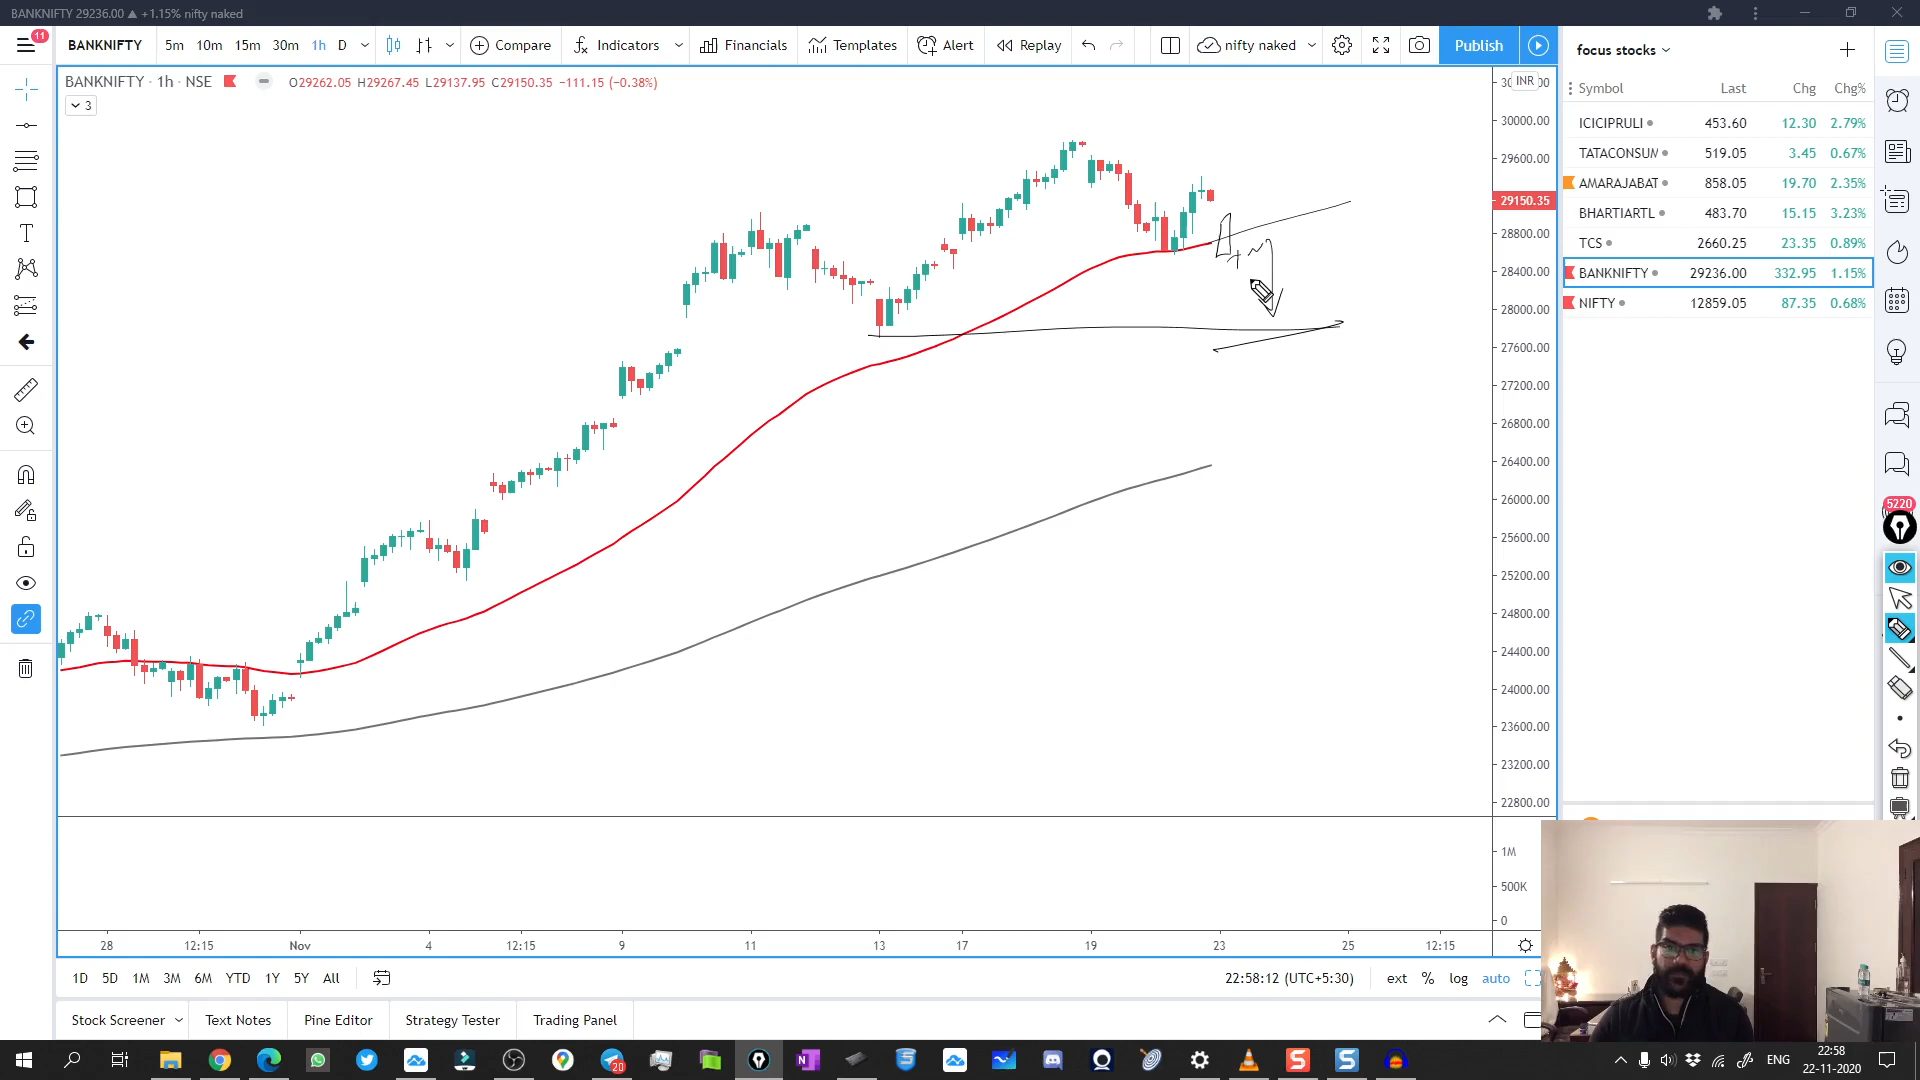 BANKNIFTY 29236.00 ▲ +1.15% nifty naked
11
BANKNIFTY 5m 10m 15m 30m 1h D Compare Indicators Financials Templates Alert Replay nifty naked Publish
focus stocks
BANKNIFTY · 1h · NSE O29262.05 H29267.45 L29137.95 C29150.35 −111.15 (−0.38%)
3
INR
30000.00
29600.00
29150.35
28800.00
28400.00
28000.00
27600.00
27200.00
26800.00
26400.00
26000.00
25600.00
25200.00
24800.00
24400.00
24000.00
23600.00
23200.00
22800.00
1M
500K
0
28 12:15 Nov 4 12:15 9 11 13 17 19 23 25 12:15
Symbol Last Chg Chg%
ICICIPRULI 453.60 12.30 2.79%
TATACONSUM 519.05 3.45 0.67%
AMARAJABAT 858.05 19.70 2.35%
BHARTIARTL 483.70 15.15 3.23%
TCS 2660.25 23.35 0.89%
BANKNIFTY 29236.00 332.95 1.15%
NIFTY 12859.05 87.35 0.68%
5220
1D 5D 1M 3M 6M YTD 1Y 5Y All 22:58:12 (UTC+5:30) ext % log auto
Stock Screener Text Notes Pine Editor Strategy Tester Trading Panel
20
ENG
22:58
22-11-2020